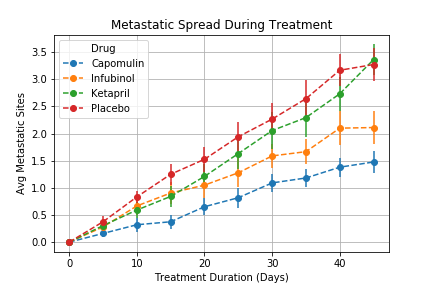 Metastatic Spread During Treatment
Drug
Capomulin
Infubinol
Ketapril
Placebo
Avg Metastatic Sites
3.5
3.0
2.5
2.0
1.5
1.0
0.5
0.0
0 10 20 30 40
Treatment Duration (Days)